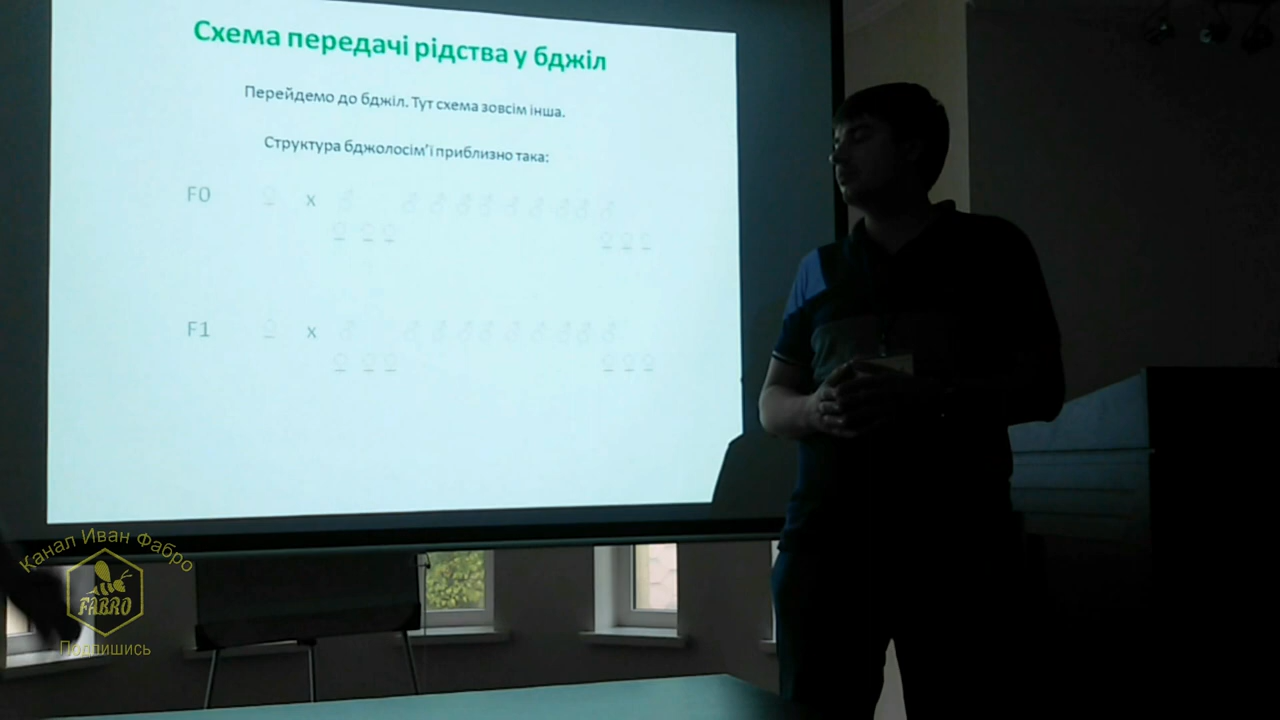 Схема передачі рідства у бджіл
Перейдемо до бджіл. Тут схема зовсім інша.
Структура бджолосім'ї приблизно така:
F0 ♀ x ♂ ♂ ♂ ♂ ♂ ♂ ♂ ♂ ♂ ♂
♀ ♀ ♀ ♀ ♀ ♀
F1 ♀ x ♂ ♂ ♂ ♂ ♂ ♂ ♂ ♂ ♂ ♂
♀ ♀ ♀ ♀ ♀ ♀
Канал Иван Фабро
FABRO
Подпишись